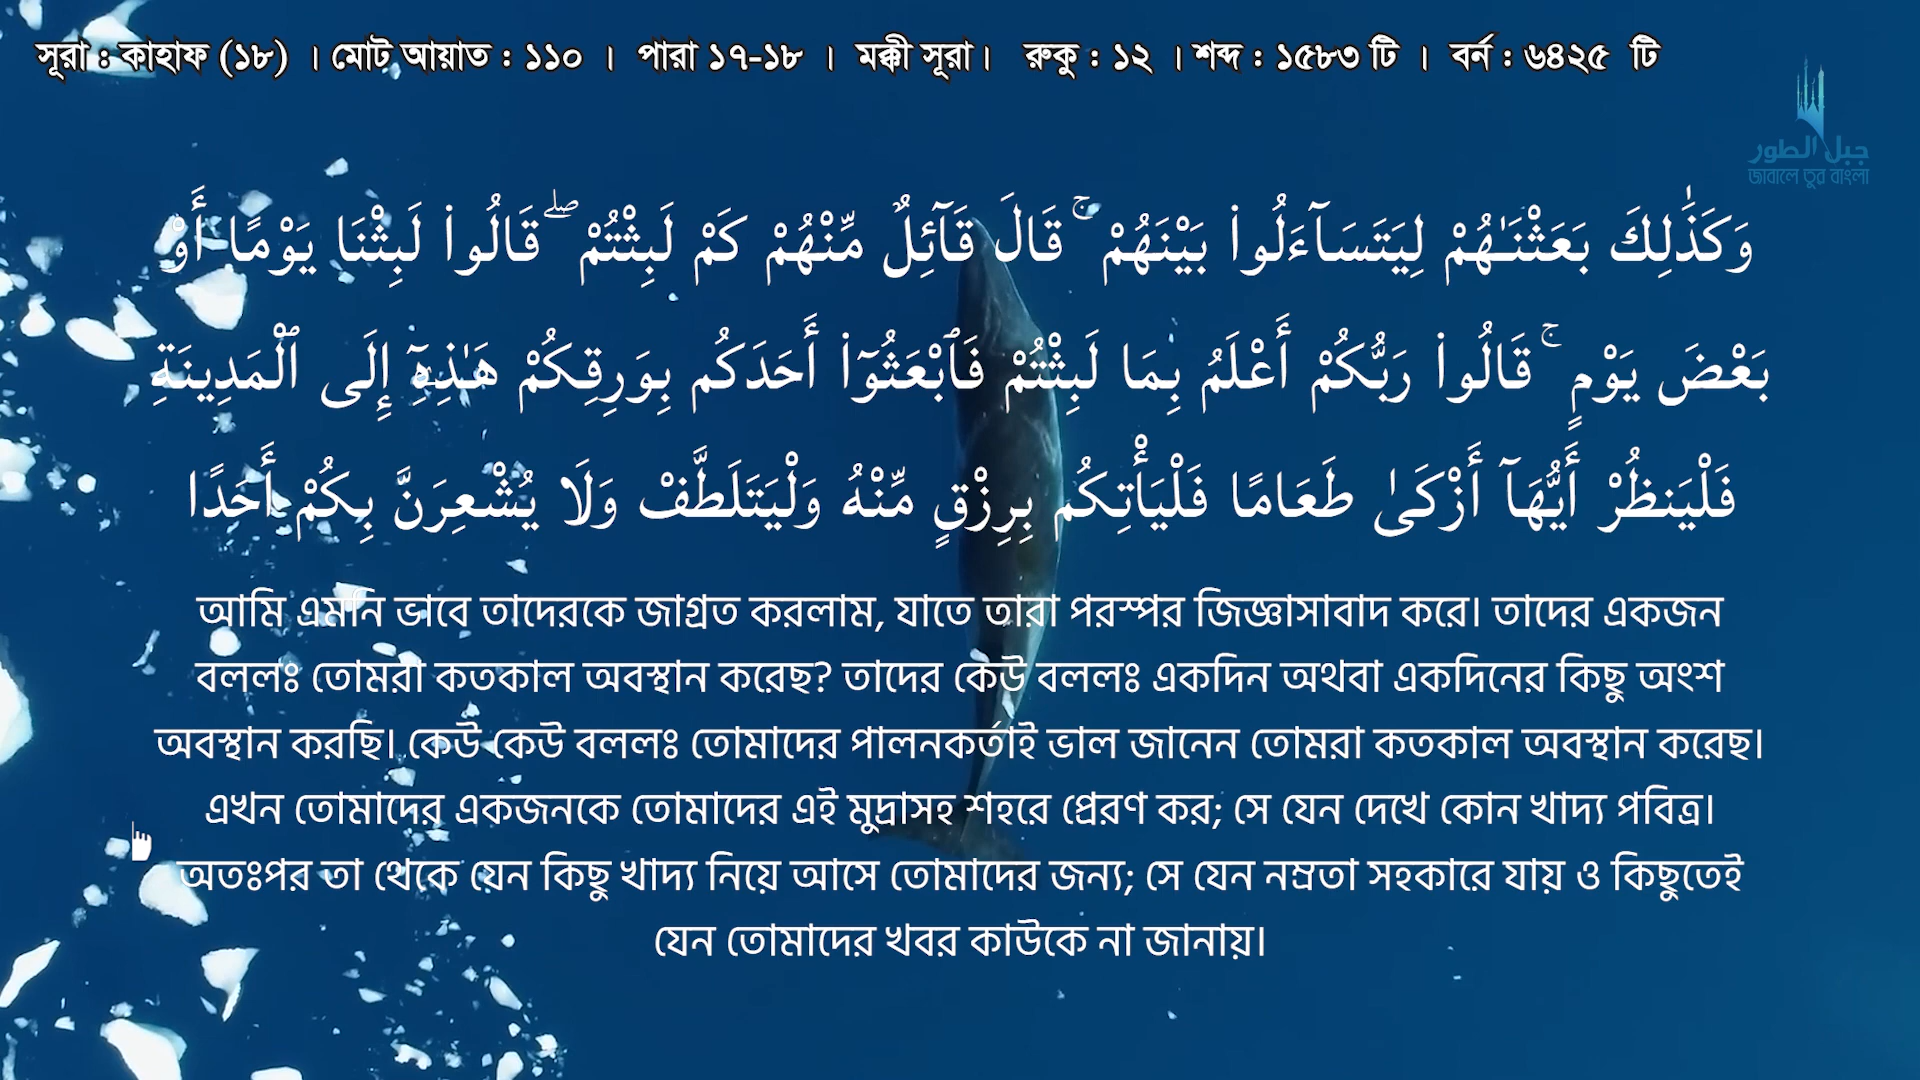 সূরা : কাহাফ (১৮) । মোট আয়াত : ১১০ । পারা ১৭-১৮ । মক্কী সূরা। রুকু : ১২ । শব্দ : ১৫৮৩ টি । বর্ন : ৬৪২৫ টি
جبل الطور
জাবালে তুর বাংলা
وَكَذَٰلِكَ بَعَثْنَـٰهُمْ لِيَتَسَآءَلُوا۟ بَيْنَهُمْ ۚ قَالَ قَآئِلٌ مِّنْهُمْ كَمْ لَبِثْتُمْ ۖ قَالُوا۟ لَبِثْنَا يَوْمًا أَوْ
بَعْضَ يَوْمٍ ۚ قَالُوا۟ رَبُّكُمْ أَعْلَمُ بِمَا لَبِثْتُمْ فَٱبْعَثُوٓا۟ أَحَدَكُم بِوَرِقِكُمْ هَـٰذِهِۦٓ إِلَى ٱلْمَدِينَةِ
فَلْيَنظُرْ أَيُّهَآ أَزْكَىٰ طَعَامًا فَلْيَأْتِكُم بِرِزْقٍ مِّنْهُ وَلْيَتَلَطَّفْ وَلَا يُشْعِرَنَّ بِكُمْ أَحَدًا
আমি এমনি ভাবে তাদেরকে জাগ্রত করলাম, যাতে তারা পরস্পর জিজ্ঞাসাবাদ করে। তাদের একজন
বললঃ তোমরা কতকাল অবস্থান করেছ? তাদের কেউ বললঃ একদিন অথবা একদিনের কিছু অংশ
অবস্থান করছি। কেউ কেউ বললঃ তোমাদের পালনকর্তাই ভাল জানেন তোমরা কতকাল অবস্থান করেছ।
এখন তোমাদের একজনকে তোমাদের এই মুদ্রাসহ শহরে প্রেরণ কর; সে যেন দেখে কোন খাদ্য পবিত্র।
অতঃপর তা থেকে যেন কিছু খাদ্য নিয়ে আসে তোমাদের জন্য; সে যেন নম্রতা সহকারে যায় ও কিছুতেই
যেন তোমাদের খবর কাউকে না জানায়।